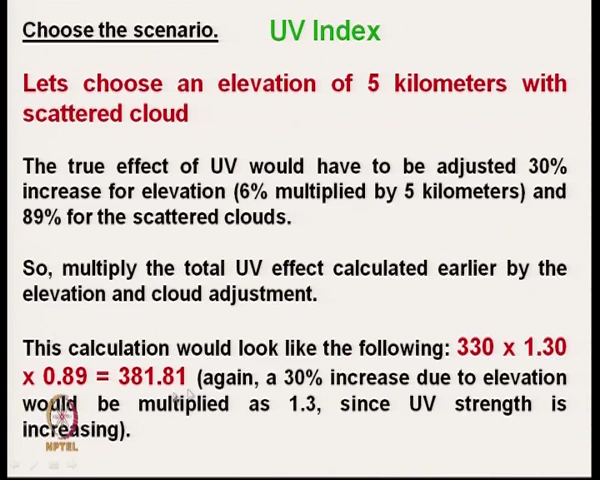 Choose the scenario. UV Index
Lets choose an elevation of 5 kilometers with
scattered cloud
The true effect of UV would have to be adjusted 30%
increase for elevation (6% multiplied by 5 kilometers) and
89% for the scattered clouds.
So, multiply the total UV effect calculated earlier by the
elevation and cloud adjustment.
This calculation would look like the following: 330 x 1.30
x 0.89 = 381.81 (again, a 30% increase due to elevation
would be multiplied as 1.3, since UV strength is
increasing).
NPTEL